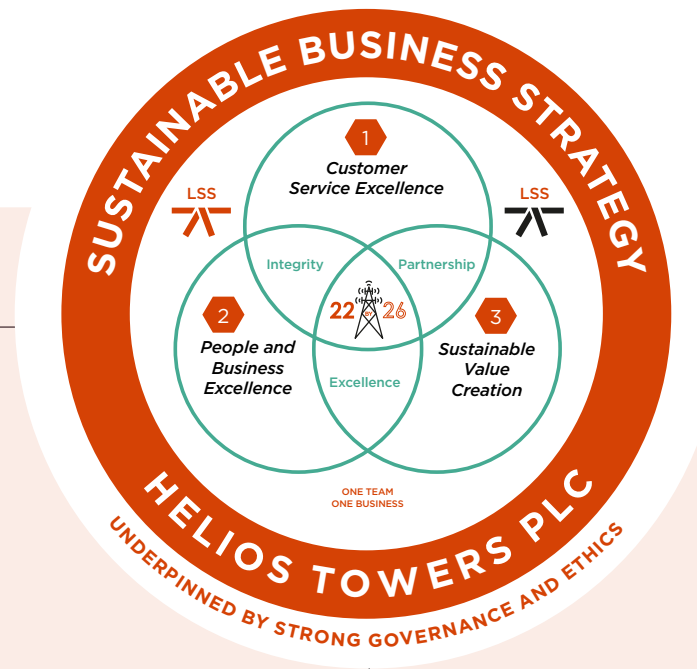 SUSTAINABLE BUSINESS STRATEGY
1
Customer
Service Excellence
LSS
LSS
Integrity
Partnership
22 BY 26
2
People and
Business
Excellence
3
Sustainable
Value
Creation
Excellence
ONE TEAM
ONE BUSINESS
HELIOS TOWERS PLC
UNDERPINNED BY STRONG GOVERNANCE AND ETHICS